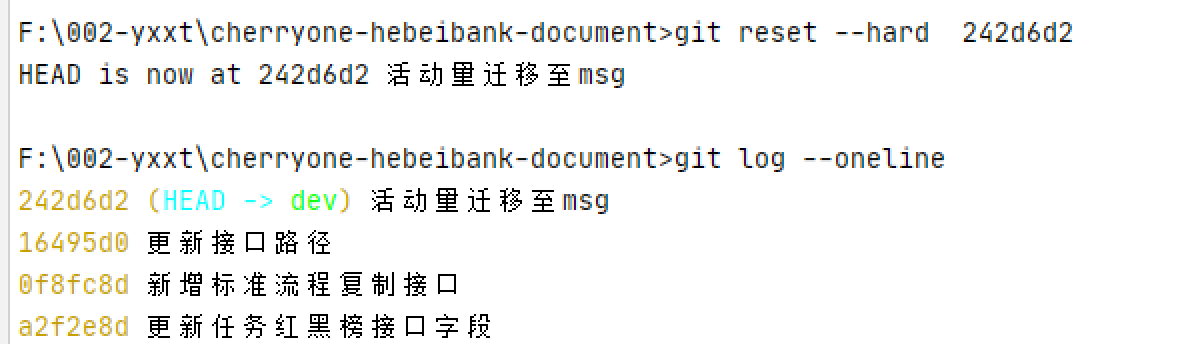 F:\002-yxxt\cherryone-hebeibank-document>git reset --hard  242d6d2
HEAD is now at 242d6d2 活动量迁移至msg
F:\002-yxxt\cherryone-hebeibank-document>git log --oneline
242d6d2 (HEAD -> dev) 活动量迁移至msg
16495d0 更新接口路径
0f8fc8d 新增标准流程复制接口
a2f2e8d 更新任务红黑榜接口字段